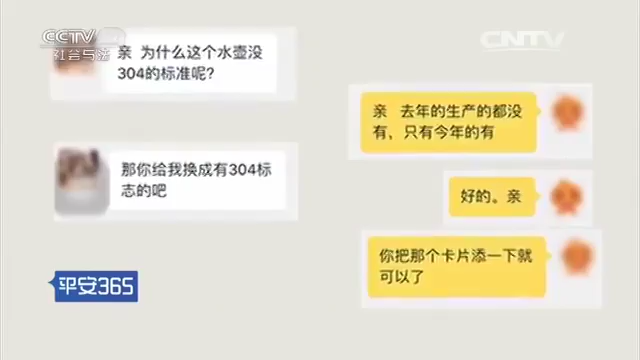 CCTV
社会与法
CNTV
亲 为什么这个水壶没
304的标准呢?
亲 去年的生产的都没
有、只有今年的有
那你给我换成有304标
志的吧
好的。亲
你把那个卡片添一下就
可以了
平安365